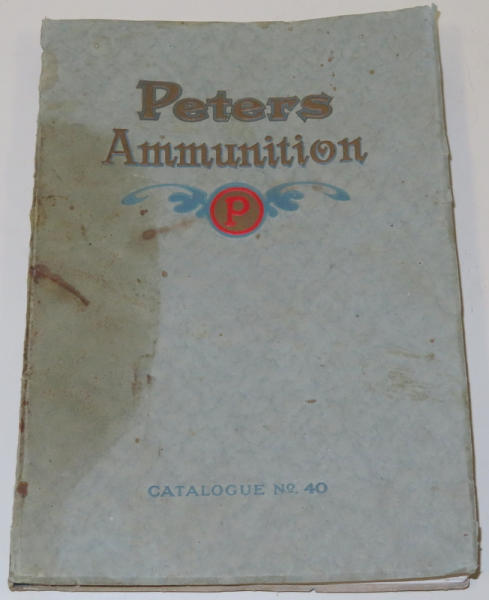 Peters
Ammunition
P
CATALOGUE Nº. 40